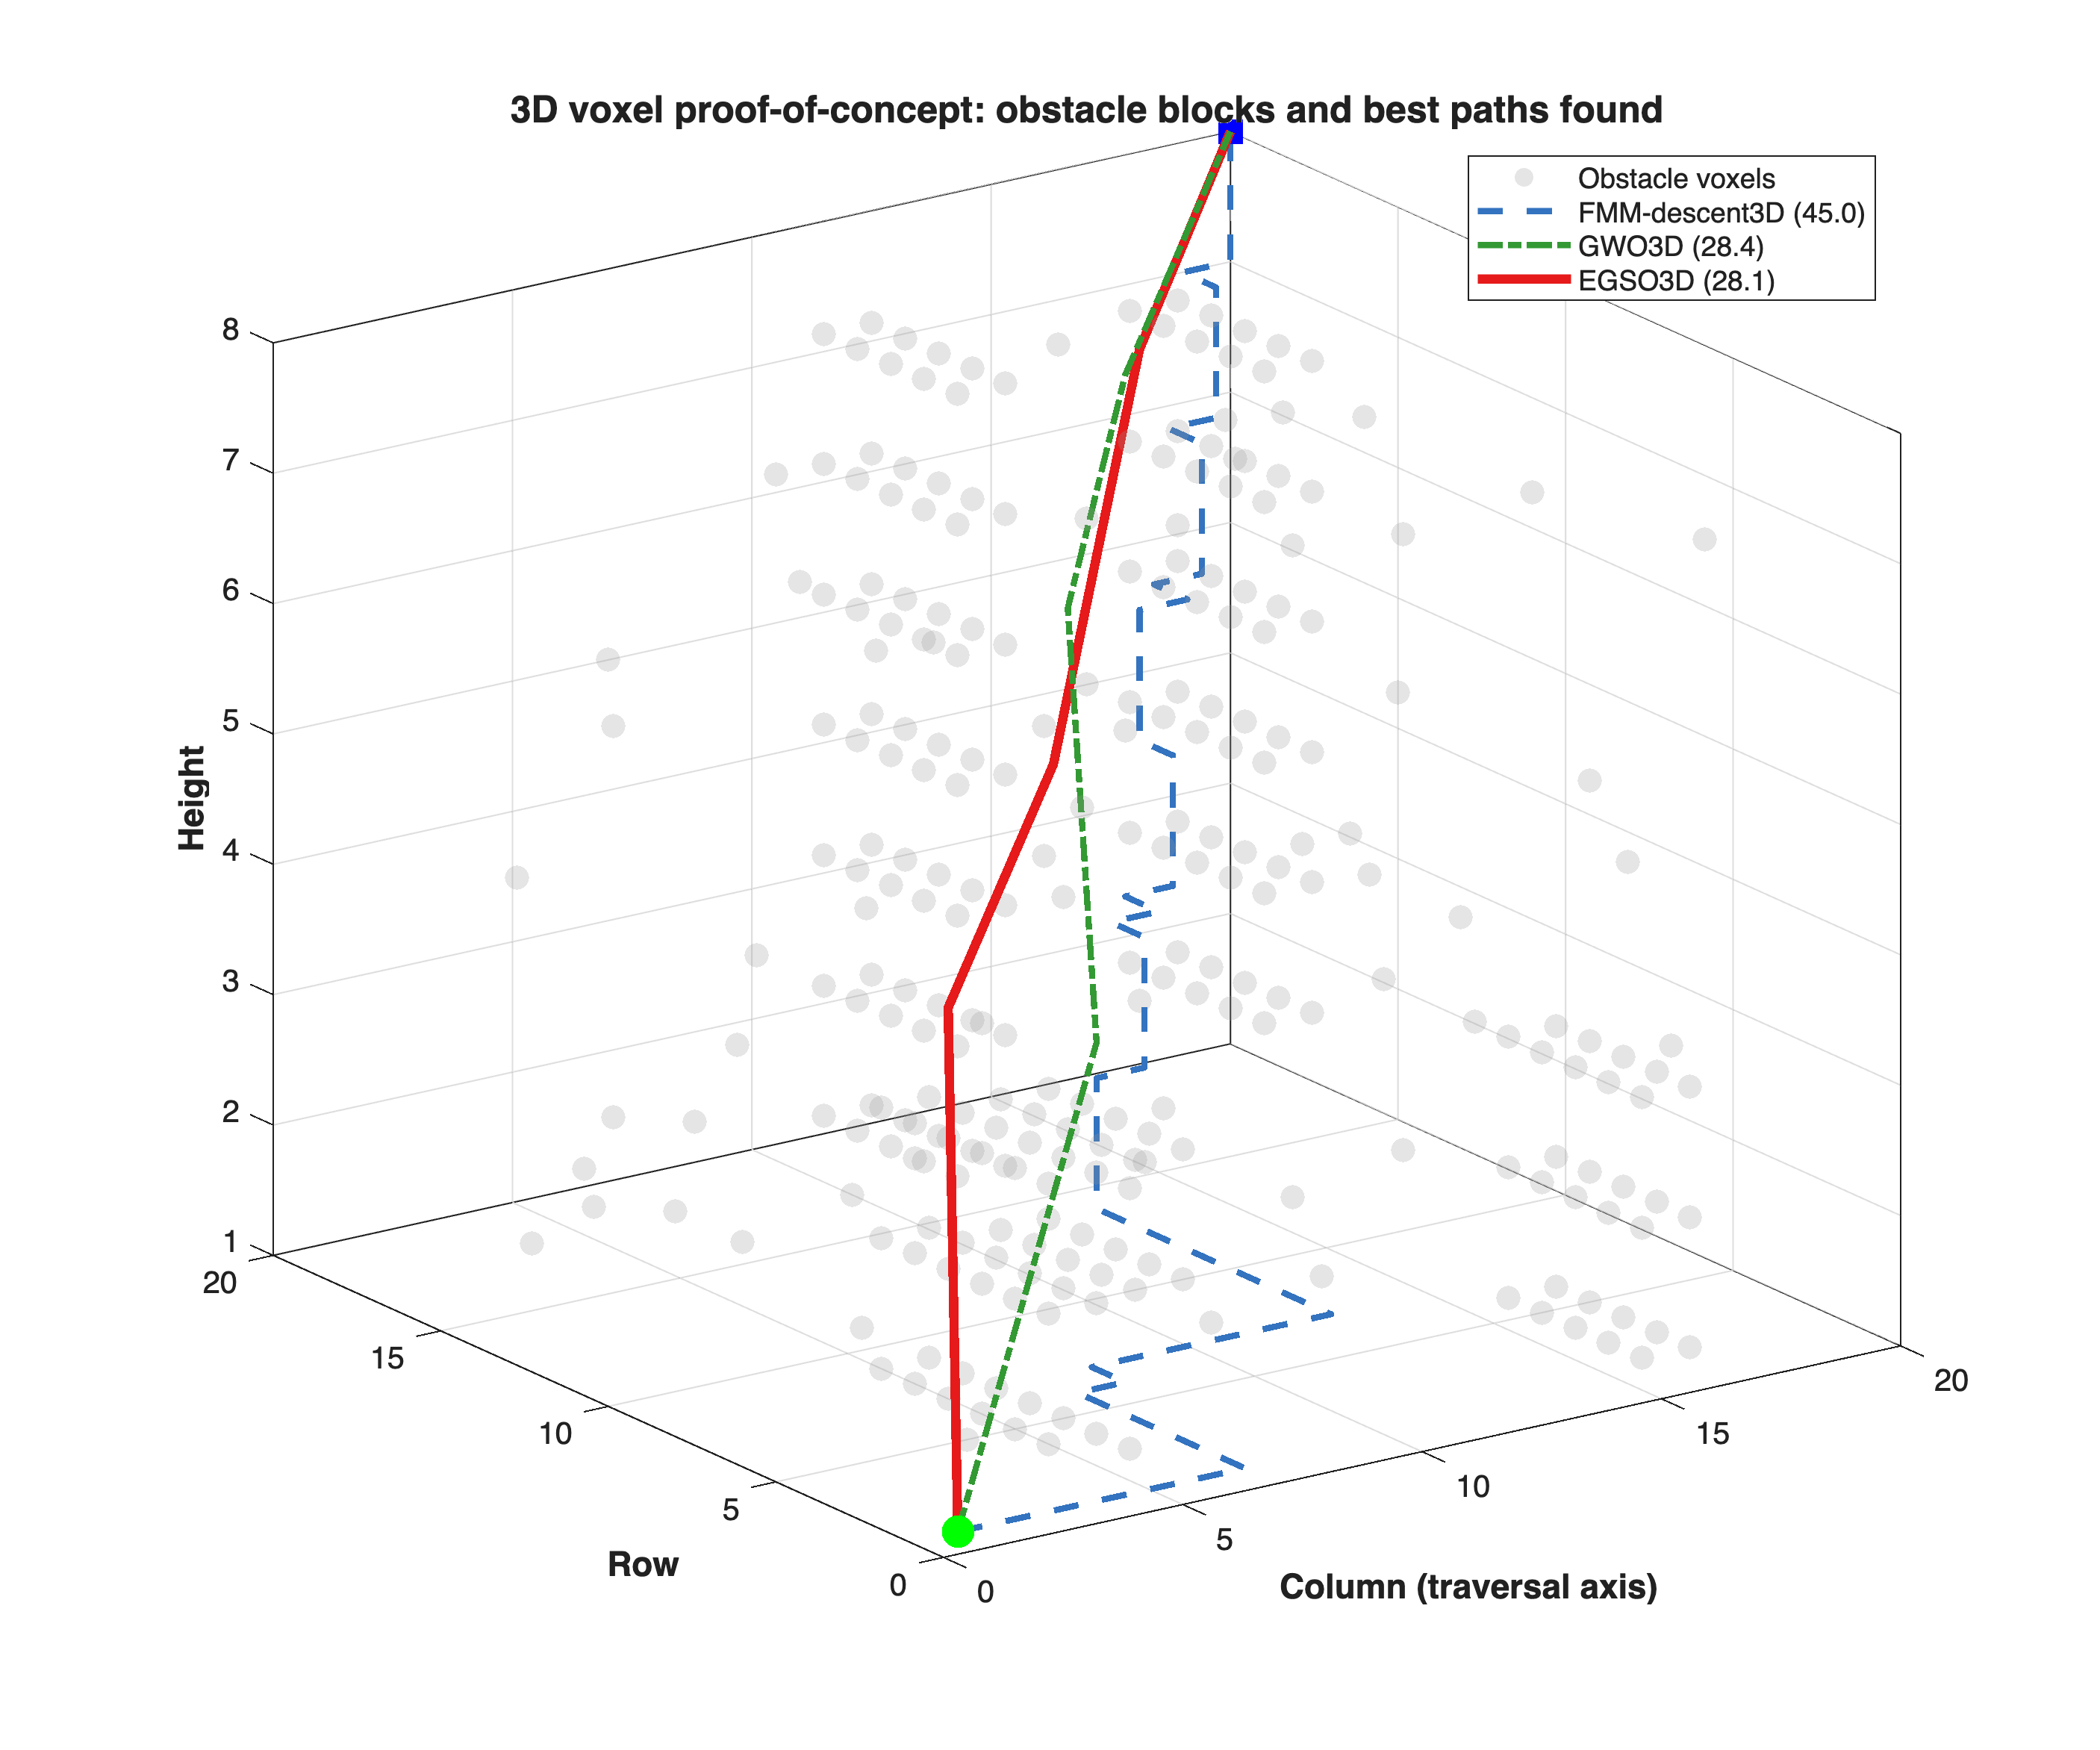 3D voxel proof-of-concept: obstacle blocks and best paths found
Obstacle voxels
FMM-descent3D (45.0)
GWO3D (28.4)
EGSO3D (28.1)
8
7
6
5
4
3
2
1
Height
20
15
10
5
0
Row
0
5
10
15
20
Column (traversal axis)